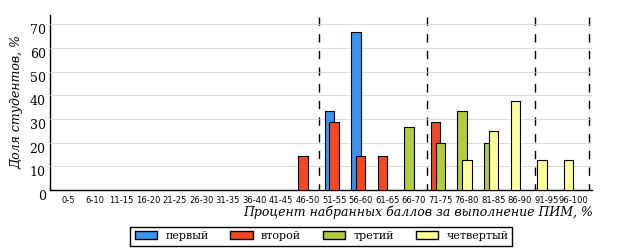 70
60
50
40
30
20
10
0
Доля студентов, %
0-5 6-10 11-15 16-20 21-25 26-30 31-35 36-40 41-45 46-50 51-55 56-60 61-65 66-70 71-75 76-80 81-85 86-90 91-95 96-100
Процент набранных баллов за выполнение ПИМ, %
первый второй третий четвертый